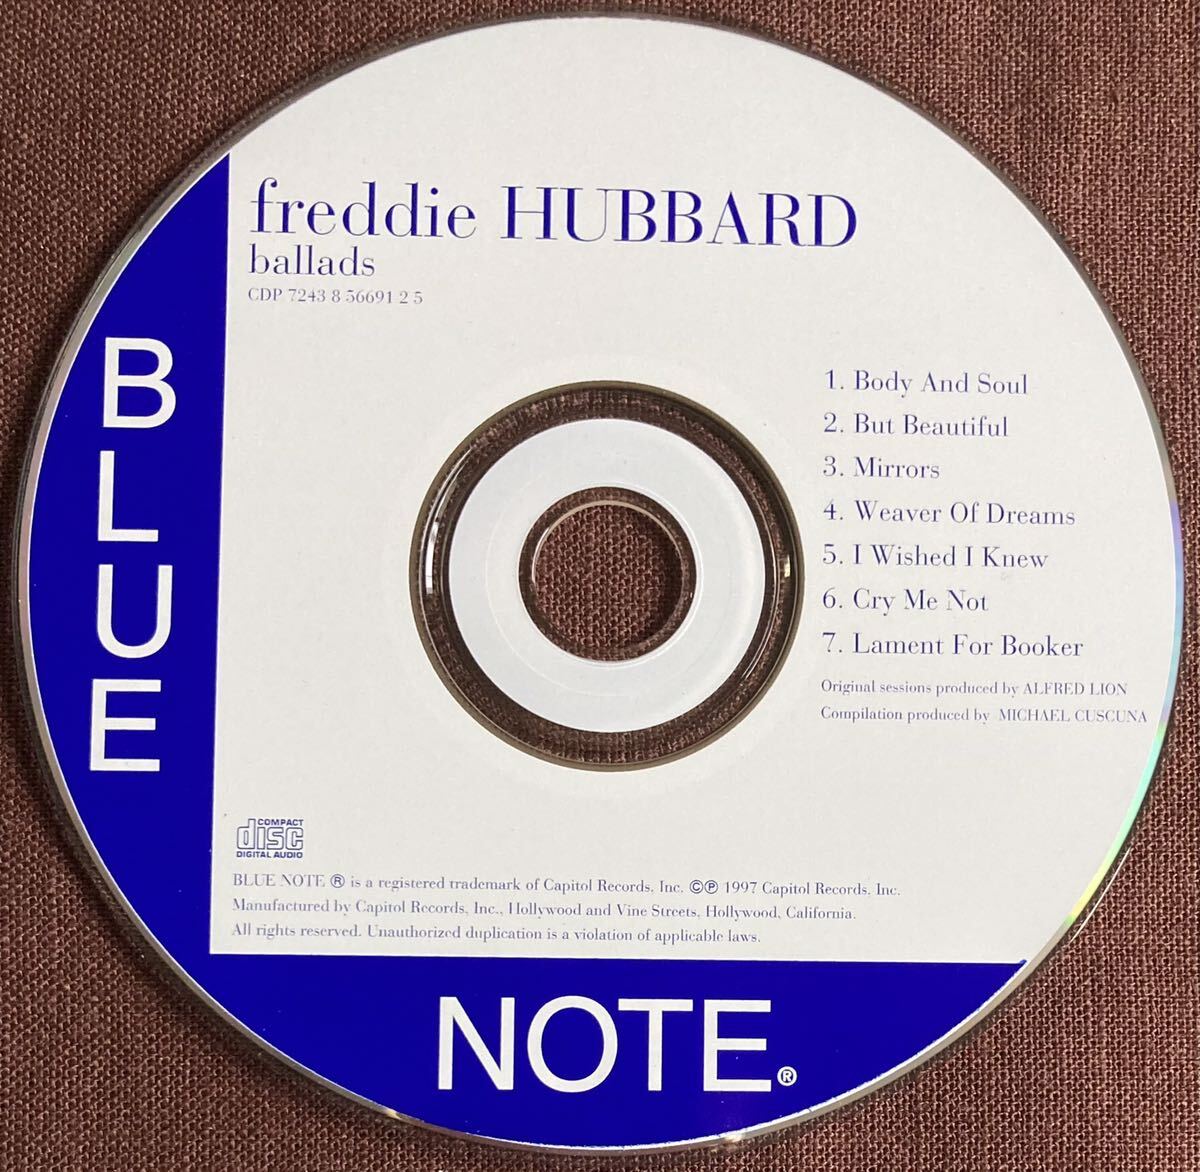 freddie HUBBARD
ballads
CDP 7243 8 56691 2 5
BLUE
1. Body And Soul
2. But Beautiful
3. Mirrors
4. Weaver Of Dreams
5. I Wished I Knew
6. Cry Me Not
7. Lament For Booker
Original sessions produced by ALFRED LION
Compilation produced by MICHAEL CUSCUNA
COMPACT
disc
DIGITAL AUDIO
BLUE NOTE ® is a registered trademark of Capitol Records, Inc. ©℗ 1997 Capitol Records, Inc.
Manufactured by Capitol Records, Inc., Hollywood and Vine Streets, Hollywood, California.
All rights reserved. Unauthorized duplication is a violation of applicable laws.
NOTE®